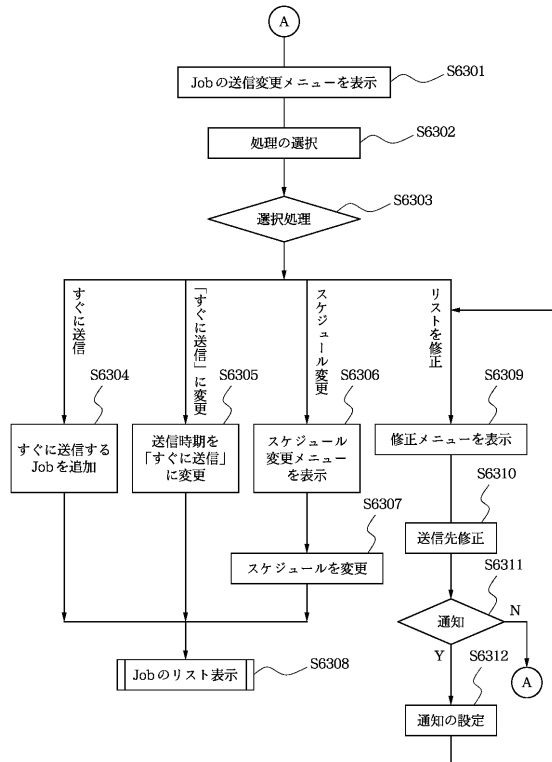 A
Jobの送信変更メニューを表示
S6301
処理の選択
S6302
選択処理
S6303
すぐに送信
「すぐに送信」に変更
スケジュール変更
リストを修正
S6304
すぐに送信する
Jobを追加
S6305
送信時期を
「すぐに送信」
に変更
S6306
スケジュール
変更メニュー
を表示
S6307
スケジュールを変更
S6308
Jobのリスト表示
S6309
修正メニューを表示
S6310
送信先修正
S6311
通知
N
Y
A
S6312
通知の設定